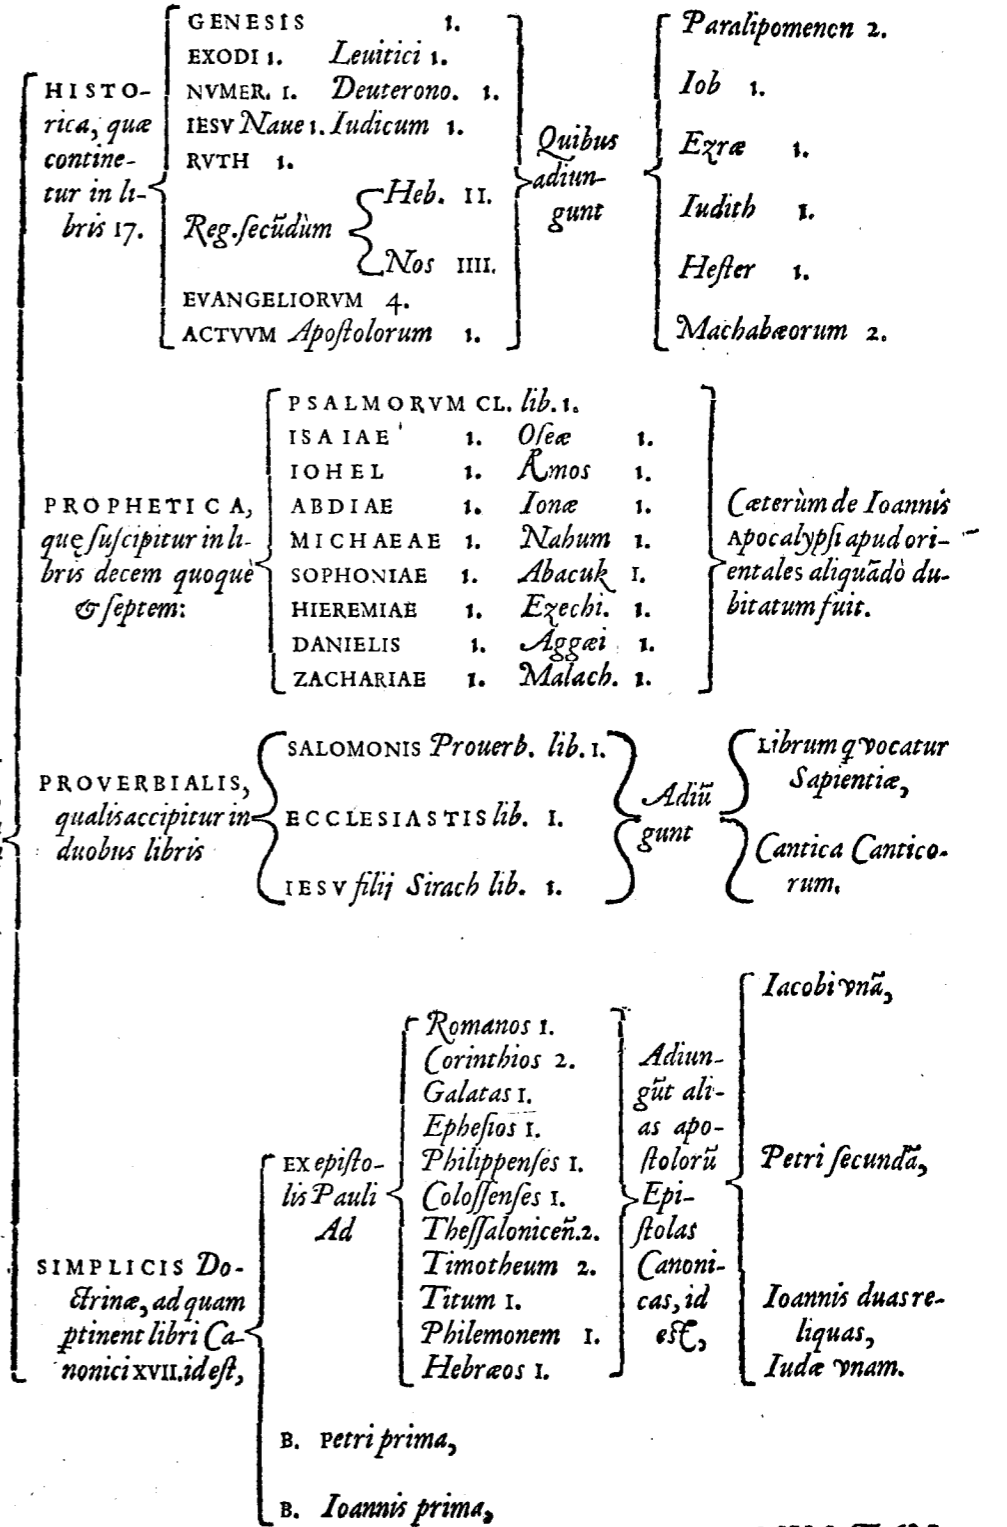 HISTO-
rica, quæ
contine-
tur in li-
bris 17.
GENESIS 1.
EXODI 1. Leuitici 1.
NVMER. 1. Deuterono. 1.
IESV Naue 1. Iudicum 1.
RVTH 1.
Reg. ſecũdùm
Heb. II.
Nos IIII.
EVANGELIORVM 4.
ACTVVM Apoſtolorum 1.
Quibus
adiun-
gunt
Paralipomenen 2.
Iob 1.
Ezræ 1.
Iudith 1.
Heſter 1.
Machabæorum 2.
PROPHETICA,
quę ſuſcipitur in li-
bris decem quoquè
& ſeptem:
PSALMORVM CL. lib. 1.
ISAIAE 1. Oſeæ 1.
IOHEL 1. Amos 1.
ABDIAE 1. Ionæ 1.
MICHAEAE 1. Nahum 1.
SOPHONIAE 1. Abacuk 1.
HIEREMIAE 1. Ezechi. 1.
DANIELIS 1. Aggæi 1.
ZACHARIAE 1. Malach. 1.
Cæterùm de Ioannis
Apocalypſi apud ori-
entales aliquãdò du-
bitatum fuit.
PROVERBIALIS,
qualis accipitur in
duobus libris
SALOMONIS Prouerb. lib. 1.
ECCLESIASTIS lib. I.
IESV filij Sirach lib. 1.
Adiũ
gunt
Librum q̃ vocatur
Sapientiæ,
Cantica Cantico-
rum.
SIMPLICIS Do-
ctrinæ, ad quam
ꝑtinent libri Ca-
nonici XVII. id eſt,
EX epiſto-
lis Pauli
Ad
Romanos 1.
Corinthios 2.
Galatas 1.
Epheſios 1.
Philippenſes 1.
Coloſſenſes 1.
Theſſaloniceñ. 2.
Timotheum 2.
Titum 1.
Philemonem 1.
Hebræos 1.
Adiun-
gũt ali-
as apo-
ſtolorũ
Epi-
ſtolas
Canoni-
cas, id
eſt,
Iacobi vnã,
Petri ſecundã,
Ioannis duas re-
liquas,
Iudæ vnam.
B. Petri prima,
B. Ioannis prima,